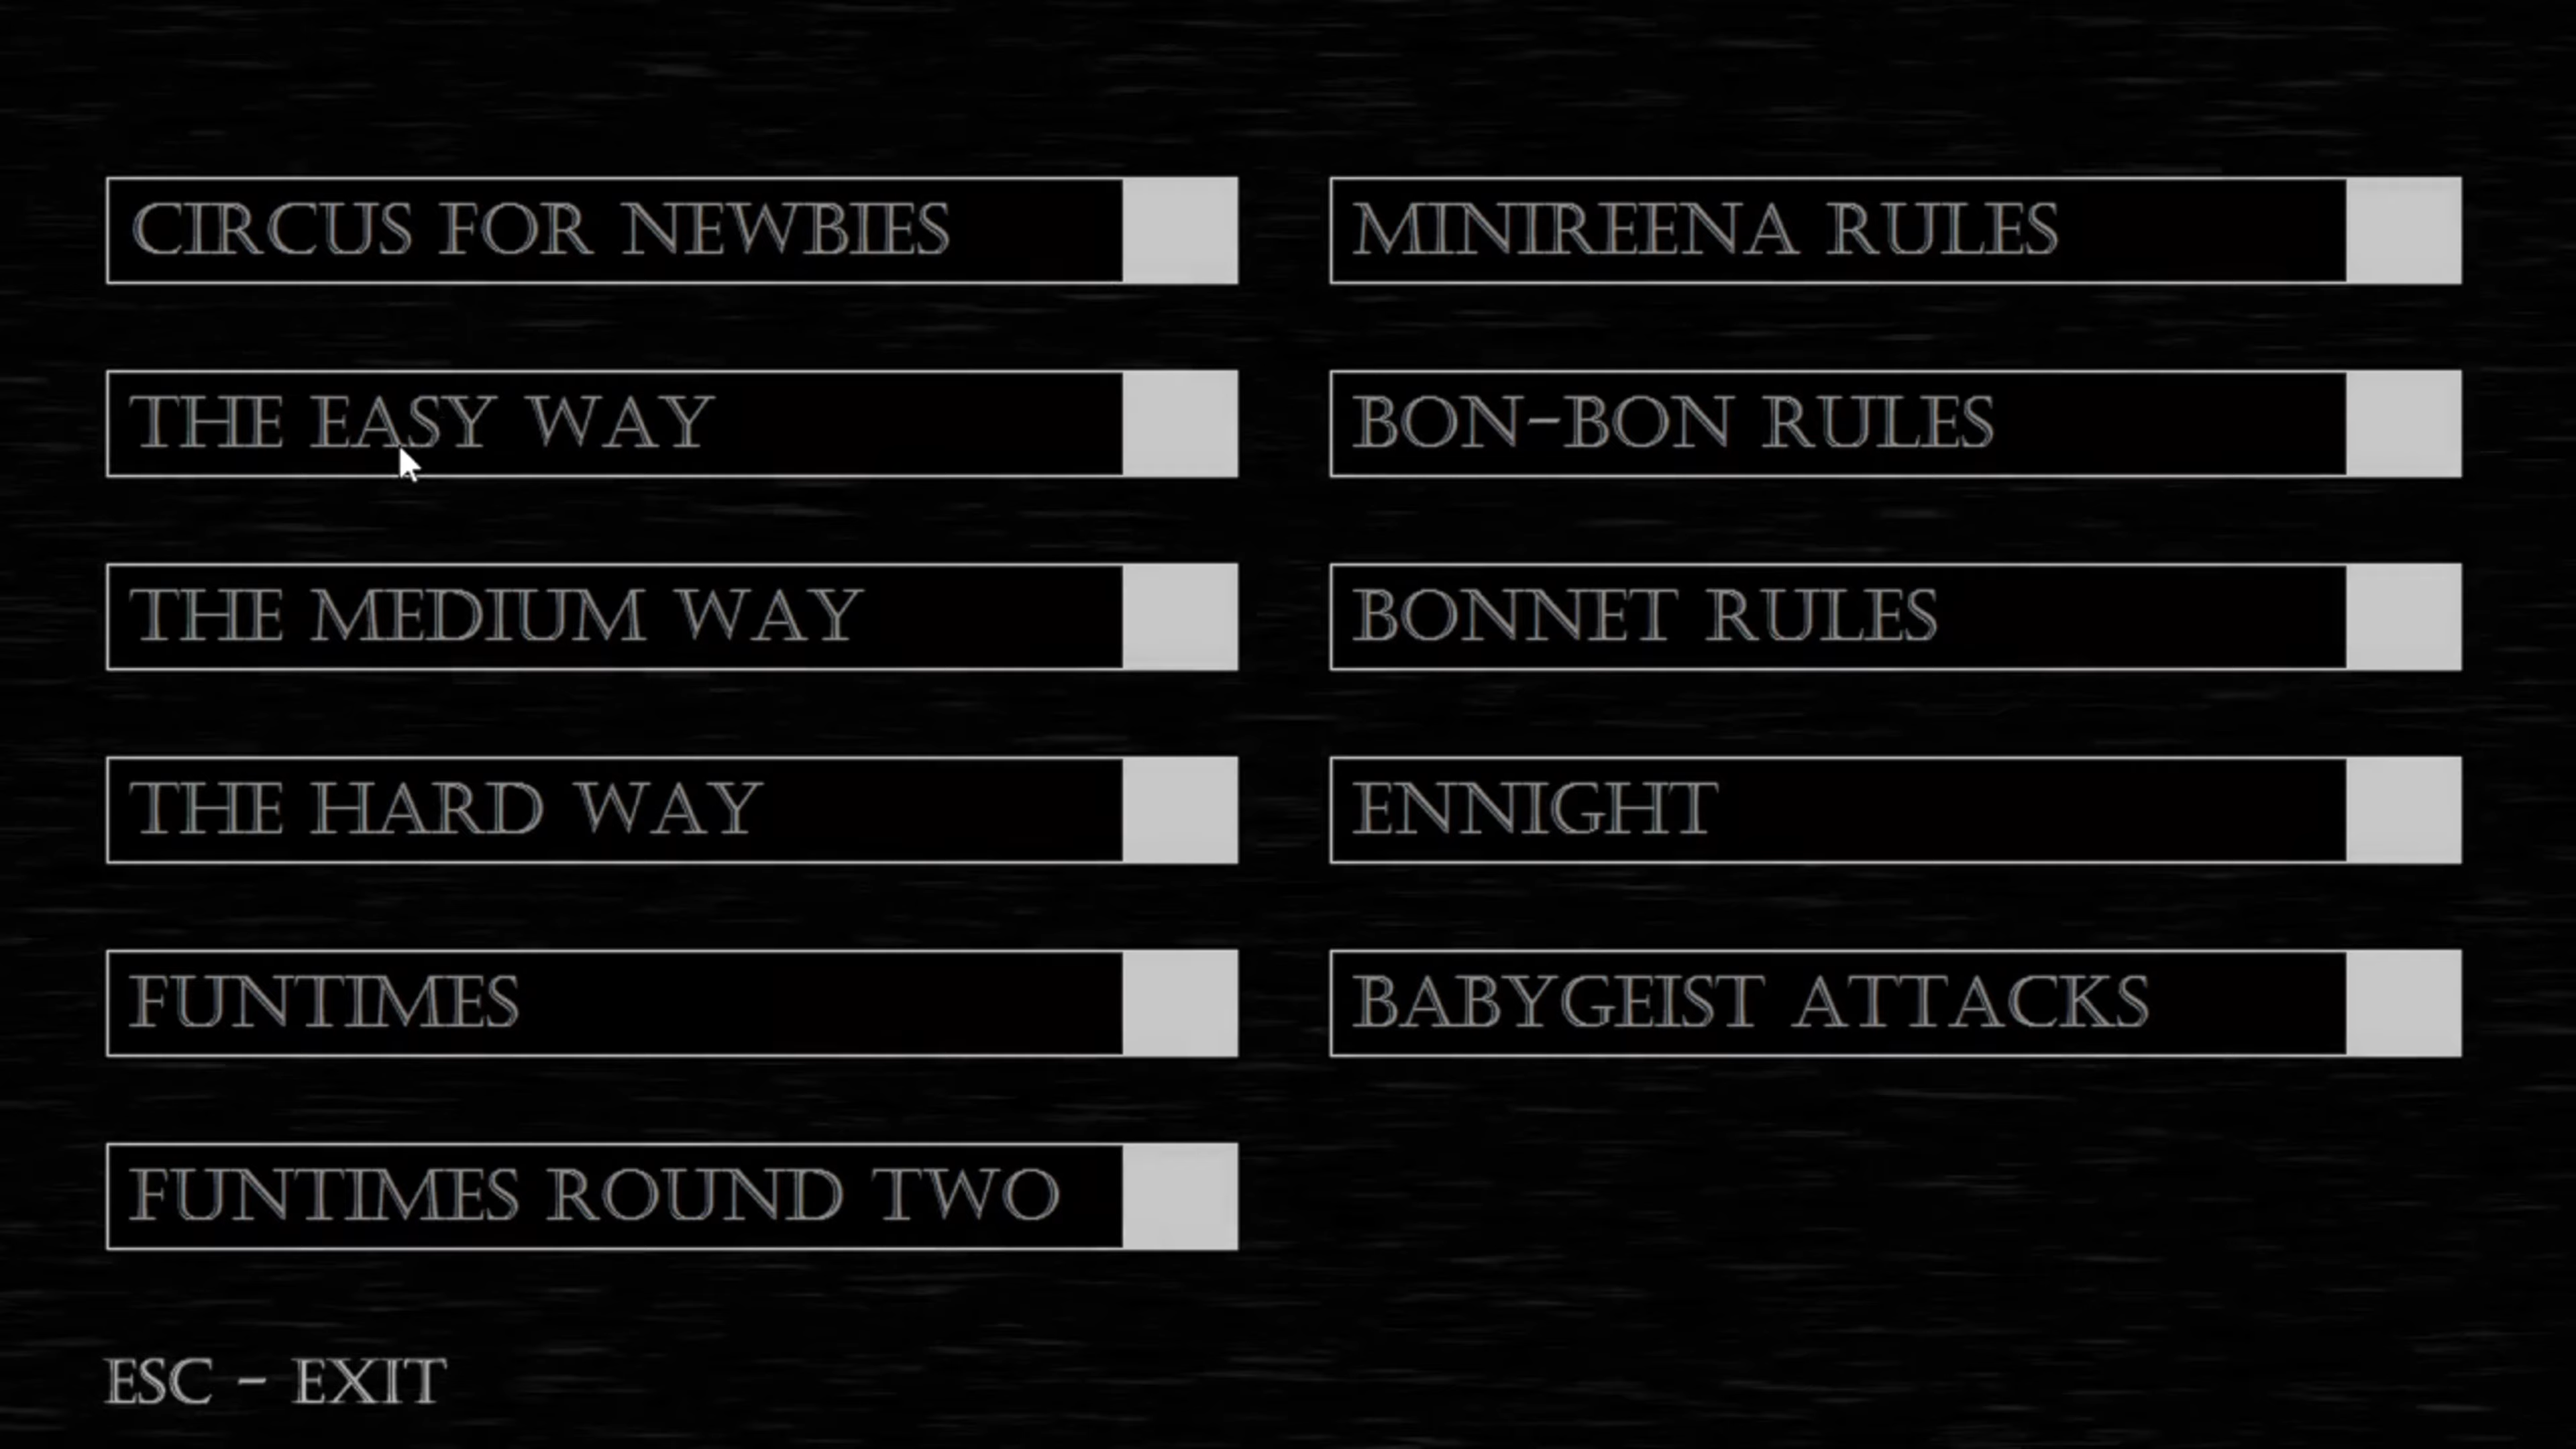 CIRCUS FOR NEWBIES
THE EASY WAY
THE MEDIUM WAY
THE HARD WAY
FUNTIMES
FUNTIMES ROUND TWO
MINIREENA RULES
BON-BON RULES
BONNET RULES
ENNIGHT
BABYGEIST ATTACKS
ESC - EXIT